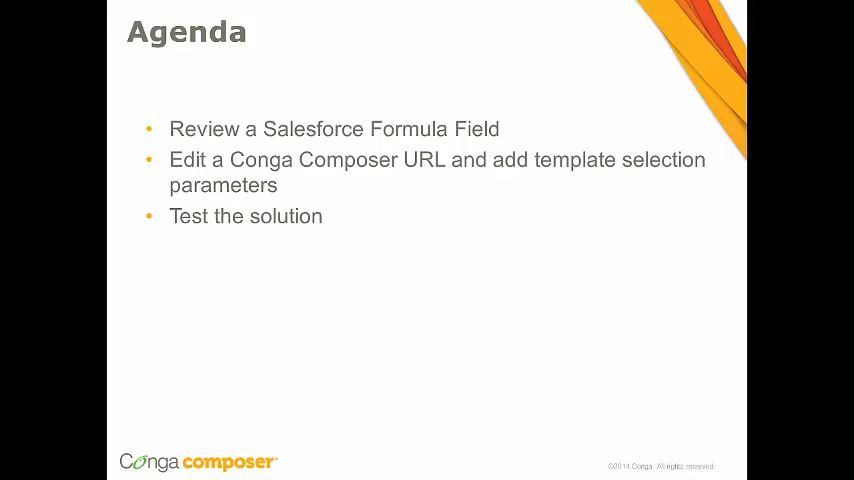 Agenda
• Review a Salesforce Formula Field
• Edit a Conga Composer URL and add template selection
parameters
• Test the solution
Conga composer
©2014 Conga All rights reserved